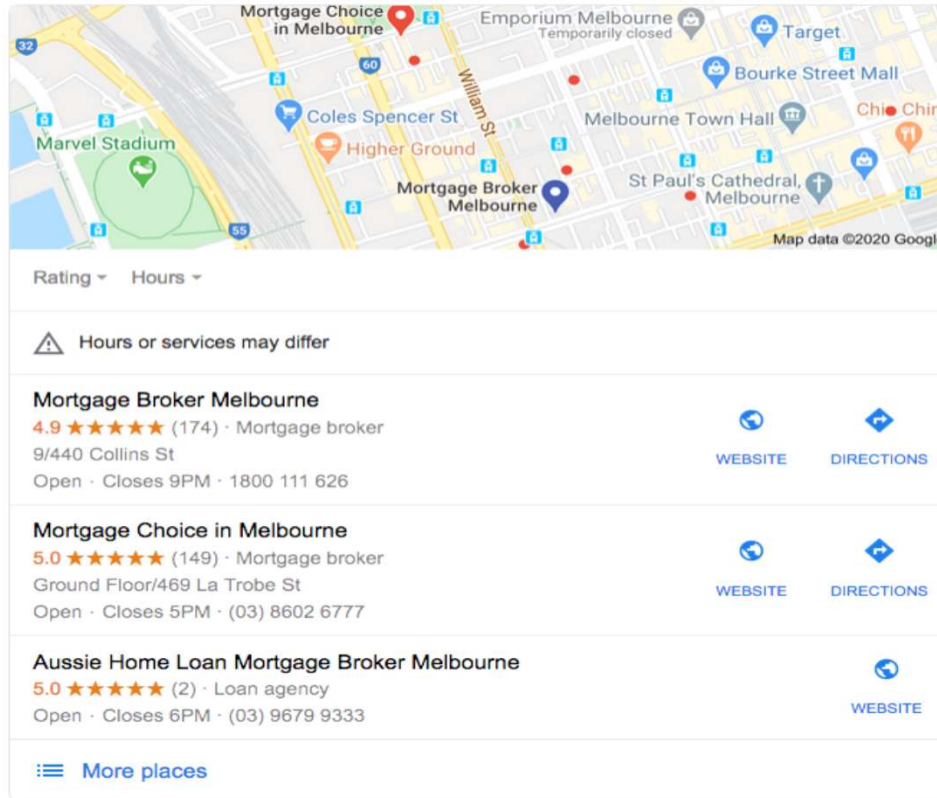 Mortgage Choice
in Melbourne
Emporium Melbourne
Temporarily closed
Target
32
60
Bourke Street Mall
William St
Coles Spencer St
Melbourne Town Hall
Marvel Stadium
Higher Ground
Mortgage Broker
Melbourne
St Paul's Cathedral,
Melbourne
55
Map data ©2020 Googl
Rating
Hours
Hours or services may differ
Mortgage Broker Melbourne
4.9 ★★★★★ (174) · Mortgage broker
9/440 Collins St
Open · Closes 9PM · 1800 111 626
WEBSITE
DIRECTIONS
Mortgage Choice in Melbourne
5.0 ★★★★★ (149) · Mortgage broker
Ground Floor/469 La Trobe St
Open · Closes 5PM · (03) 8602 6777
WEBSITE
DIRECTIONS
Aussie Home Loan Mortgage Broker Melbourne
5.0 ★★★★★ (2) · Loan agency
Open · Closes 6PM · (03) 9679 9333
WEBSITE
More places